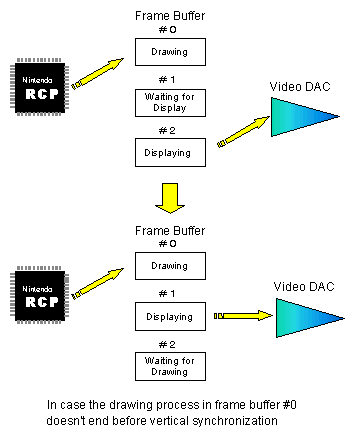 Frame Buffer
#0
Drawing
Nintendo
RCP
#1
Waiting for
Display
Video DAC
#2
Displaying
Frame Buffer
#0
Drawing
Nintendo
RCP
#1
Displaying
Video DAC
#2
Waiting for
Drawing
In case the drawing process in frame buffer #0
doesn't end before vertical synchronization